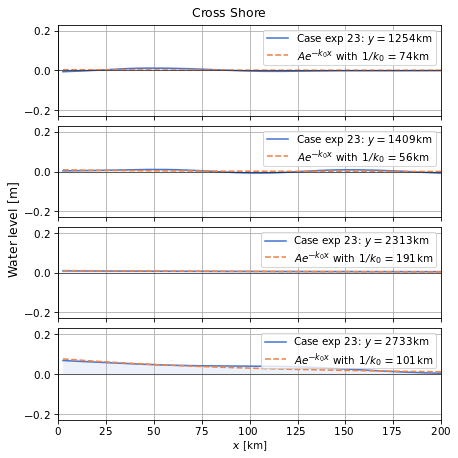 Cross Shore
0.2
Case exp 23: y = 1254km
Ae^{-k_0x} with 1/k_0 = 74km
0.0
−0.2
0.2
Case exp 23: y = 1409km
Ae^{-k_0x} with 1/k_0 = 56km
0.0
−0.2
Water level [m]
0.2
Case exp 23: y = 2313km
Ae^{-k_0x} with 1/k_0 = 191km
0.0
−0.2
0.2
Case exp 23: y = 2733km
Ae^{-k_0x} with 1/k_0 = 101km
0.0
−0.2
0 25 50 75 100 125 150 175 200
x [km]